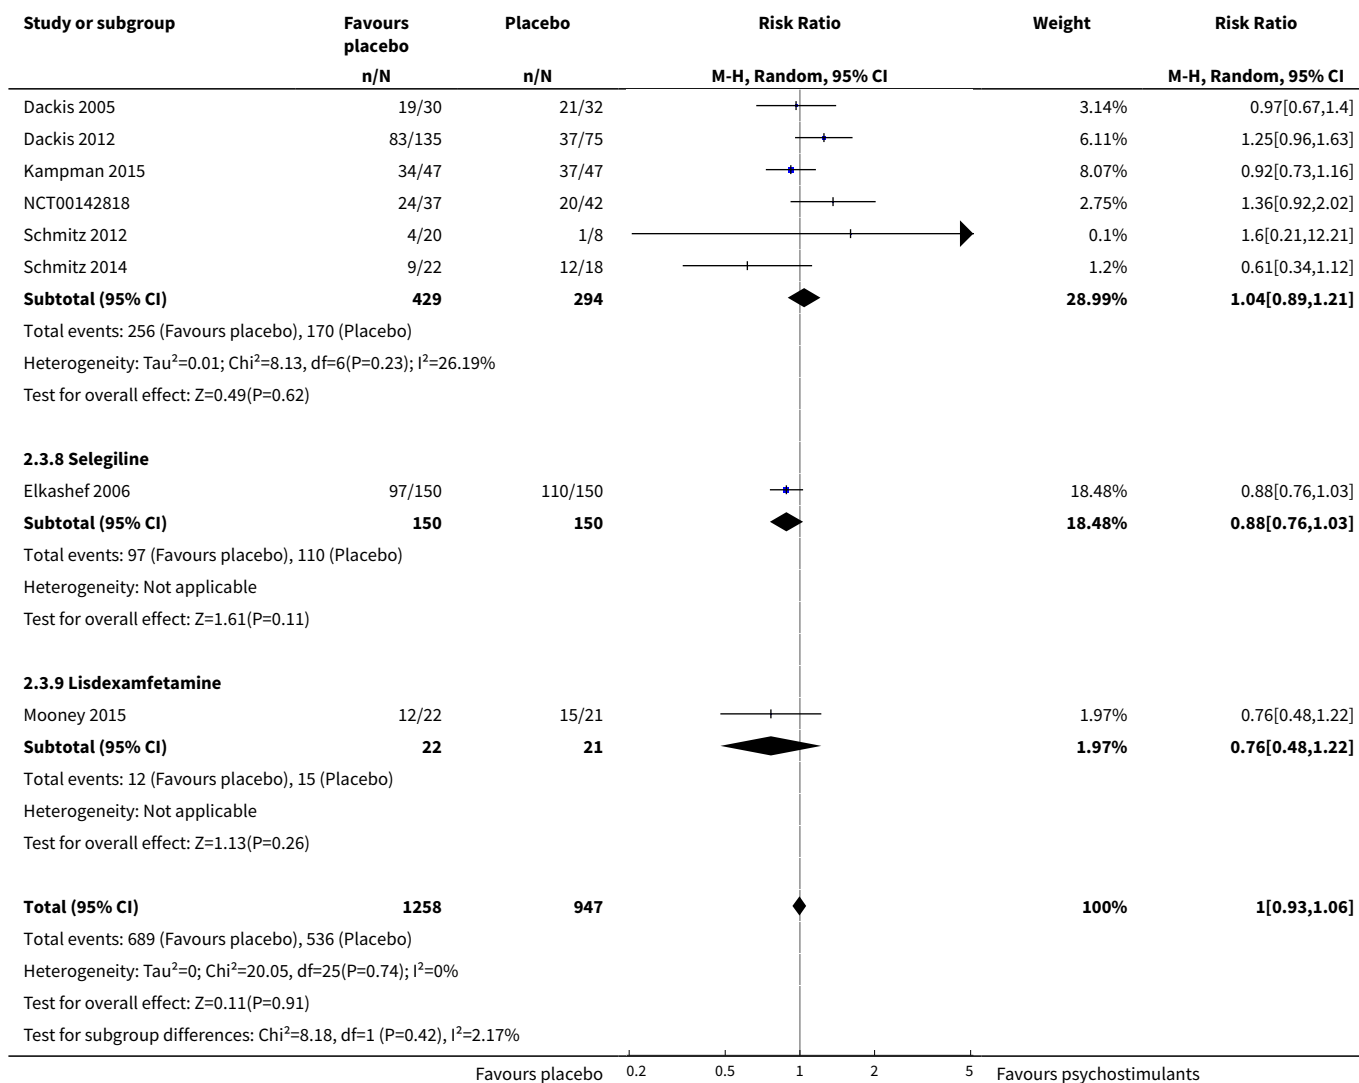 Study or subgroup Favours placebo Placebo Risk Ratio Weight Risk Ratio
n/N n/N M-H, Random, 95% CI M-H, Random, 95% CI
Dackis 2005 19/30 21/32 3.14% 0.97[0.67,1.4]
Dackis 2012 83/135 37/75 6.11% 1.25[0.96,1.63]
Kampman 2015 34/47 37/47 8.07% 0.92[0.73,1.16]
NCT00142818 24/37 20/42 2.75% 1.36[0.92,2.02]
Schmitz 2012 4/20 1/8 0.1% 1.6[0.21,12.21]
Schmitz 2014 9/22 12/18 1.2% 0.61[0.34,1.12]
Subtotal (95% CI) 429 294 28.99% 1.04[0.89,1.21]
Total events: 256 (Favours placebo), 170 (Placebo)
Heterogeneity: Tau²=0.01; Chi²=8.13, df=6(P=0.23); I²=26.19%
Test for overall effect: Z=0.49(P=0.62)
2.3.8 Selegiline
Elkashef 2006 97/150 110/150 18.48% 0.88[0.76,1.03]
Subtotal (95% CI) 150 150 18.48% 0.88[0.76,1.03]
Total events: 97 (Favours placebo), 110 (Placebo)
Heterogeneity: Not applicable
Test for overall effect: Z=1.61(P=0.11)
2.3.9 Lisdexamfetamine
Mooney 2015 12/22 15/21 1.97% 0.76[0.48,1.22]
Subtotal (95% CI) 22 21 1.97% 0.76[0.48,1.22]
Total events: 12 (Favours placebo), 15 (Placebo)
Heterogeneity: Not applicable
Test for overall effect: Z=1.13(P=0.26)
Total (95% CI) 1258 947 100% 1[0.93,1.06]
Total events: 689 (Favours placebo), 536 (Placebo)
Heterogeneity: Tau²=0; Chi²=20.05, df=25(P=0.74); I²=0%
Test for overall effect: Z=0.11(P=0.91)
Test for subgroup differences: Chi²=8.18, df=1 (P=0.42), I²=2.17%
Favours placebo 0.2 0.5 1 2 5 Favours psychostimulants